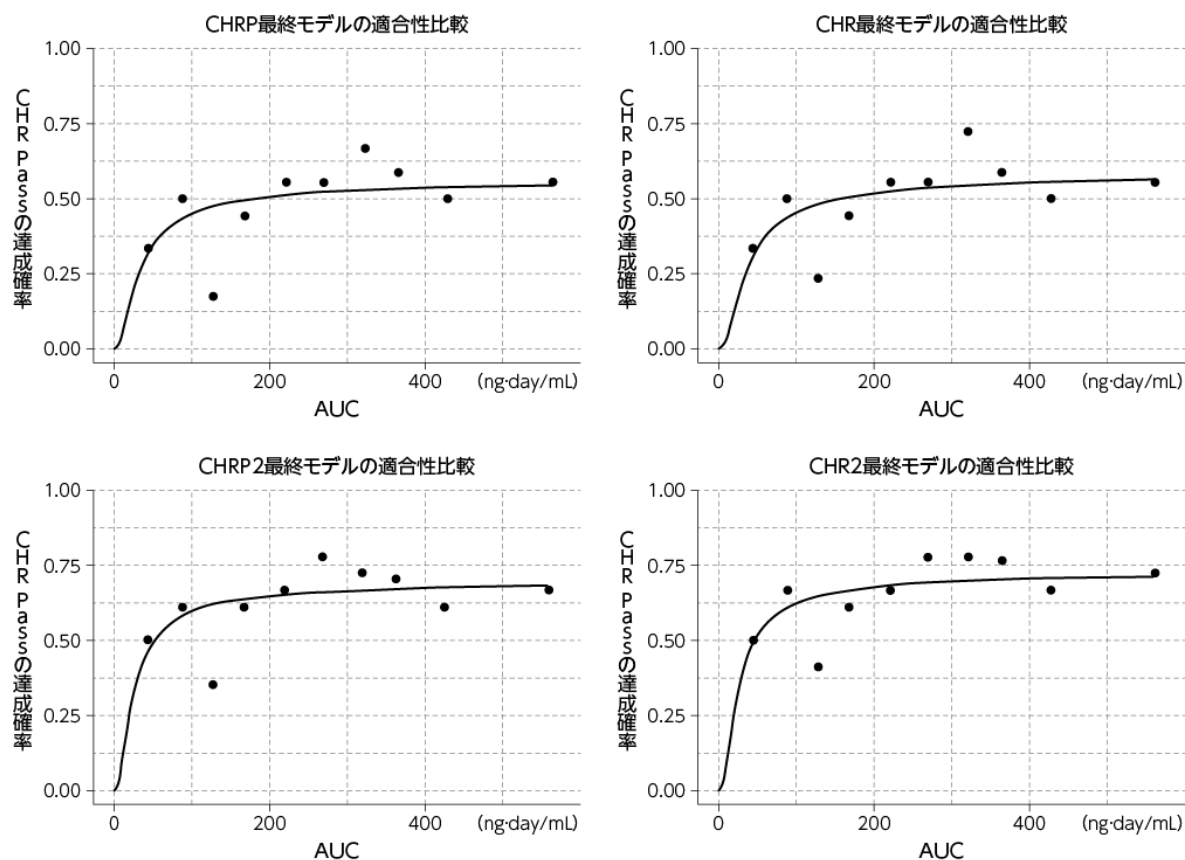 CHRP最終モデルの適合性比較
CHR Passの達成確率
1.00
0.75
0.50
0.25
0.00
0 200 400 (ng·day/mL)
AUC
CHR最終モデルの適合性比較
CHR Passの達成確率
1.00
0.75
0.50
0.25
0.00
0 200 400 (ng·day/mL)
AUC
CHRP2最終モデルの適合性比較
CHR Passの達成確率
1.00
0.75
0.50
0.25
0.00
0 200 400 (ng·day/mL)
AUC
CHR2最終モデルの適合性比較
CHR Passの達成確率
1.00
0.75
0.50
0.25
0.00
0 200 400 (ng·day/mL)
AUC